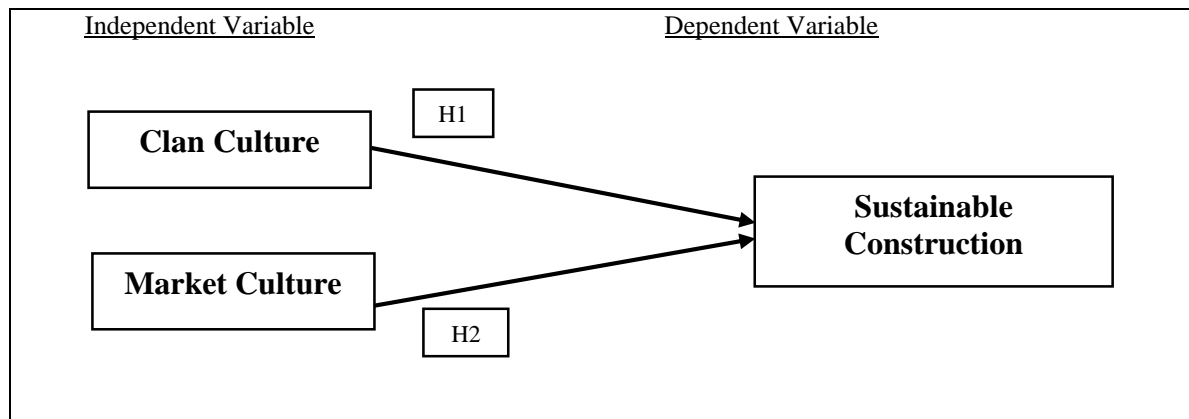 Independent Variable
Dependent Variable
H1
Clan Culture
Sustainable
Construction
Market Culture
H2